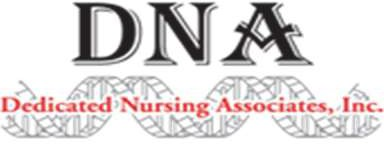 DNA
Dedicated Nursing Associates, Inc.